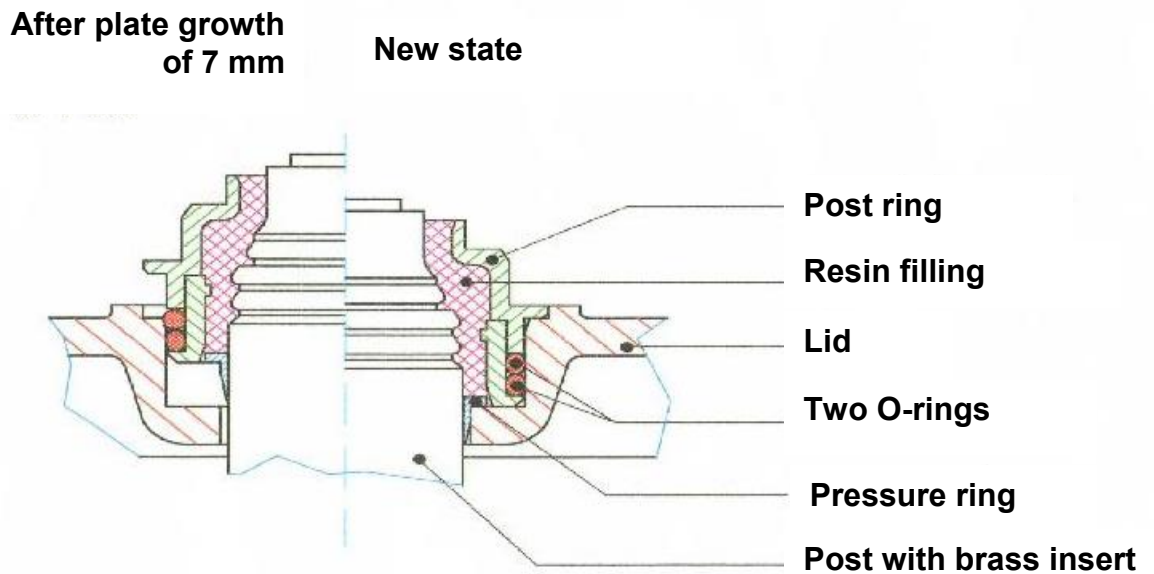 After plate growth
of 7 mm
New state
Post ring
Resin filling
Lid
Two O-rings
Pressure ring
Post with brass insert